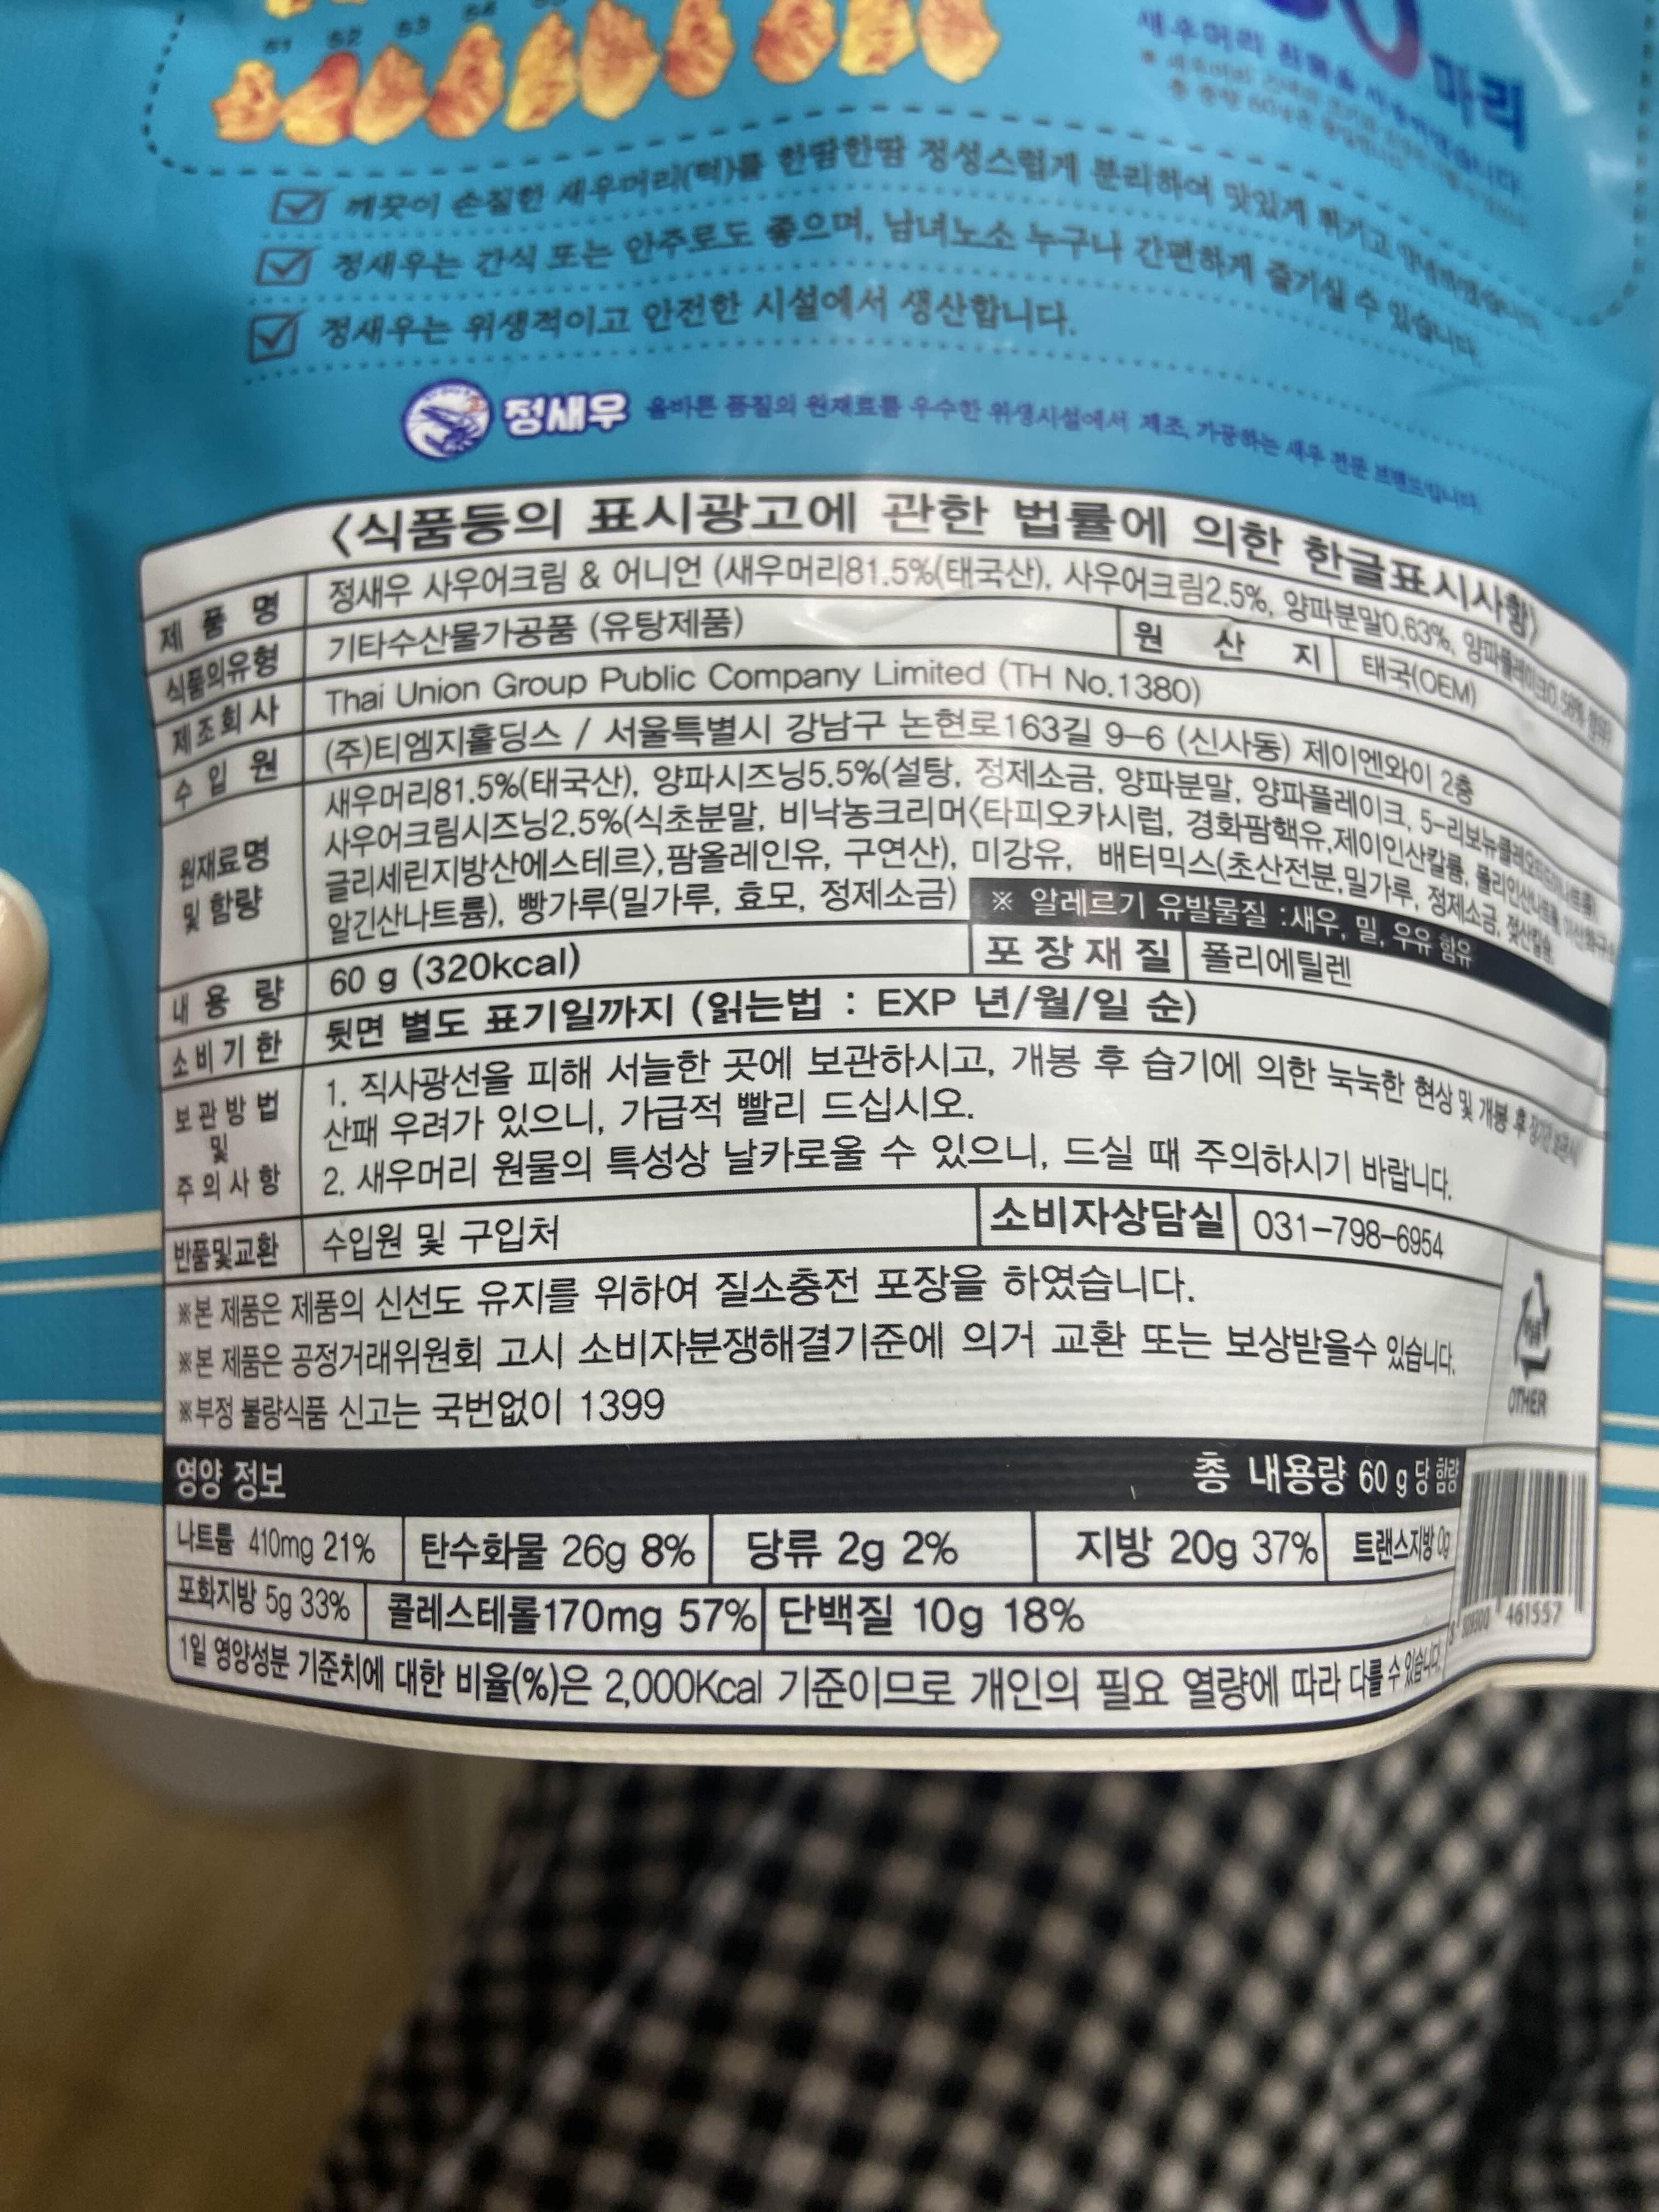 51 52 53 54
마리
☑ 깨끗이 손질한 새우머리(턱)를 한땀한땀 정성스럽게 분리하여 맛있게 튀기고
☑ 정새우는 간식 또는 안주로도 좋으며, 남녀노소 누구나 간편하게 즐기실 수 있습니다.
☑ 정새우는 위생적이고 안전한 시설에서 생산합니다.
정새우 올바른 품질의 원재료를 우수한 위생시설에서 제조, 가공하는 새우 전문 브랜드입니다.
<식품등의 표시광고에 관한 법률에 의한 한글표시사항>
제 품 명 정새우 사우어크림 & 어니언 (새우머리81.5%(태국산), 사우어크림2.5%, 양파분말0.63%, 양파플레이크0.58% 함유)
식품의유형 기타수산물가공품 (유탕제품) 원 산 지 태국(OEM)
제조회사 Thai Union Group Public Company Limited (TH No.1380)
수 입 원 (주)티엠지홀딩스 / 서울특별시 강남구 논현로163길 9-6 (신사동) 제이엔와이 2층
원재료명 및 함량 새우머리81.5%(태국산), 양파시즈닝5.5%(설탕, 정제소금, 양파분말, 양파플레이크,
사우어크림시즈닝2.5%(식초분말, 비낙농크리머<타피오카시럽, 경화팜핵유,제이인산칼륨,
글리세린지방산에스테르>,팜올레인유, 구연산), 미강유, 배터믹스(초산전분,밀가루, 정제소금, 젖산칼슘,
알긴산나트륨), 빵가루(밀가루, 효모, 정제소금) ※ 알레르기 유발물질 :새우, 밀, 우유 함유
내 용 량 60 g (320kcal) 포장재질 폴리에틸렌
소비기한 뒷면 별도 표기일까지 (읽는법 : EXP 년/월/일 순)
보관방법 및 주의사항 1. 직사광선을 피해 서늘한 곳에 보관하시고, 개봉 후 습기에 의한 눅눅한 현상 및 개봉 후 장기간 보관시
산패 우려가 있으니, 가급적 빨리 드십시오.
2. 새우머리 원물의 특성상 날카로울 수 있으니, 드실 때 주의하시기 바랍니다.
반품및교환 수입원 및 구입처 소비자상담실 031-798-6954
※본 제품은 제품의 신선도 유지를 위하여 질소충전 포장을 하였습니다.
※본 제품은 공정거래위원회 고시 소비자분쟁해결기준에 의거 교환 또는 보상받을수 있습니다.
※부정 불량식품 신고는 국번없이 1399
OTHER
영양 정보 총 내용량 60 g 당 함량
나트륨 410mg 21% 탄수화물 26g 8% 당류 2g 2% 지방 20g 37% 트랜스지방 0g
포화지방 5g 33% 콜레스테롤170mg 57% 단백질 10g 18%
1일 영양성분 기준치에 대한 비율(%)은 2,000Kcal 기준이므로 개인의 필요 열량에 따라 다를 수 있습니다.
461557